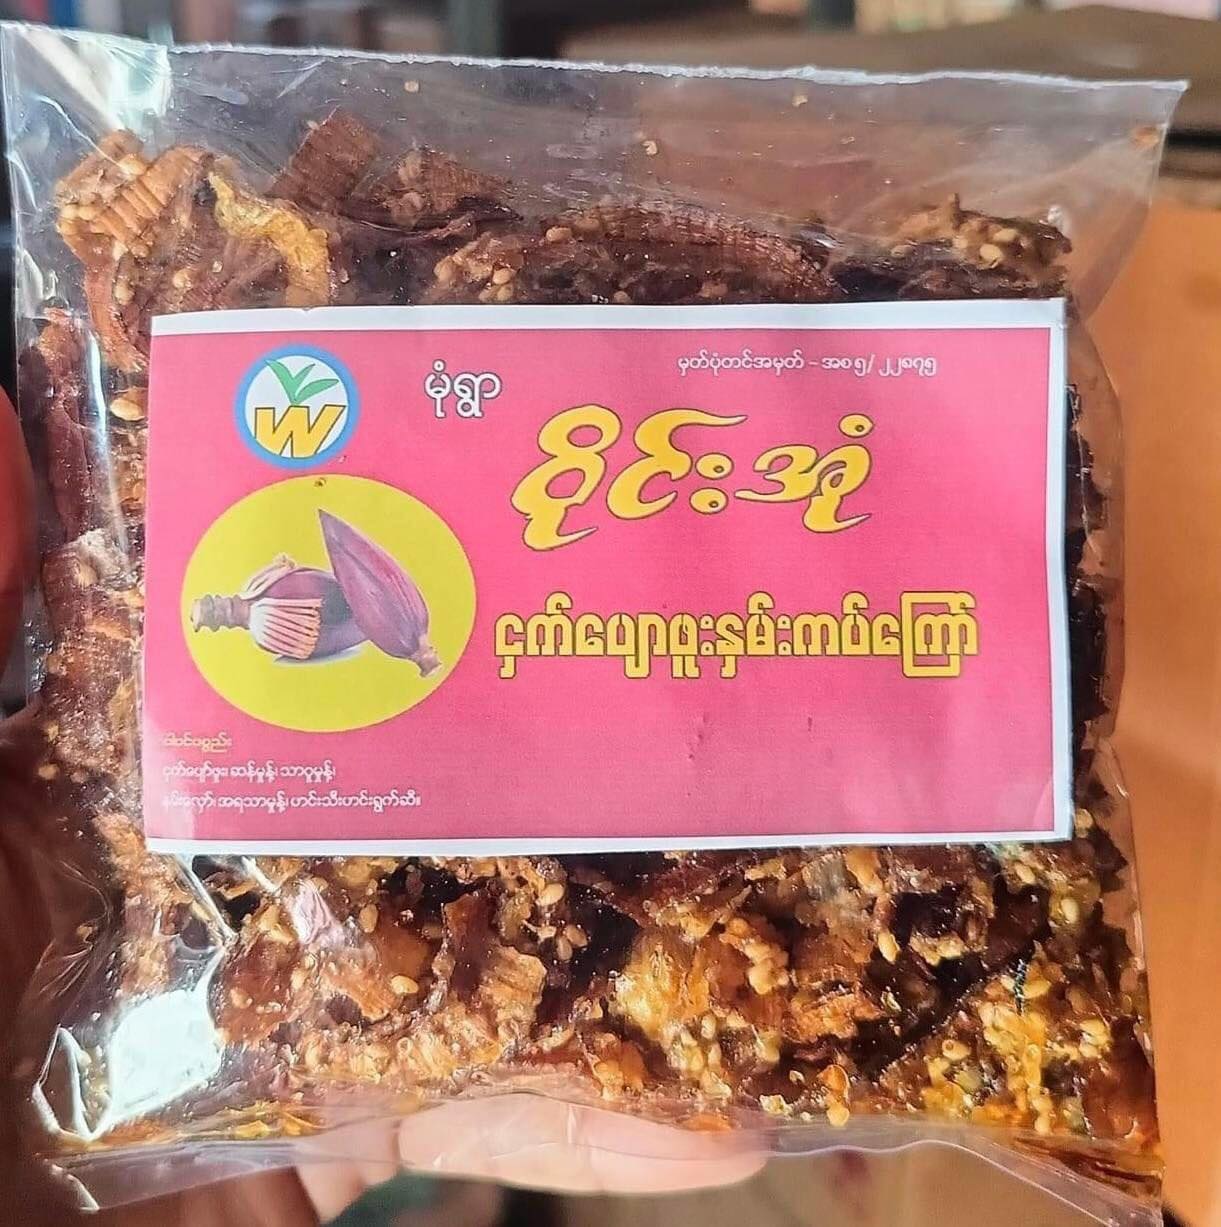 W
မုံရွာ
မှတ်ပုံတင်အမှတ် - အစ ၅/၂၂၈၇၅
ဝိုင်းအုံ
ငှက်ပျောဖူးနှမ်းကပ်ကြော်
ပါဝင်ပစ္စည်း
ငှက်ပျော်ဖူး၊ ဆန်မှုန့်၊ သာဂူမှုန့်၊
နှမ်းလှော်၊ အရသာမှုန့်၊ ဟင်းသီးဟင်းရွက်ဆီ။